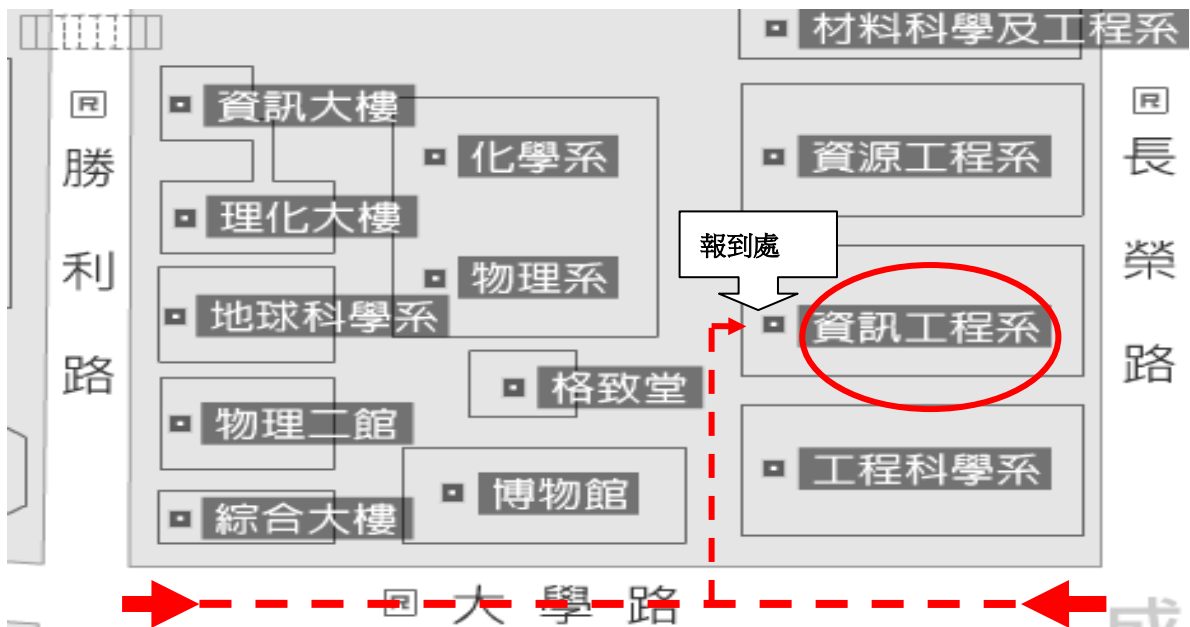 材料科學及工程系
資訊大樓
R
R
勝利路
化學系
資源工程系
長榮路
理化大樓
報到處
物理系
地球科學系
資訊工程系
格致堂
物理二館
工程科學系
博物館
綜合大樓
R
大學路